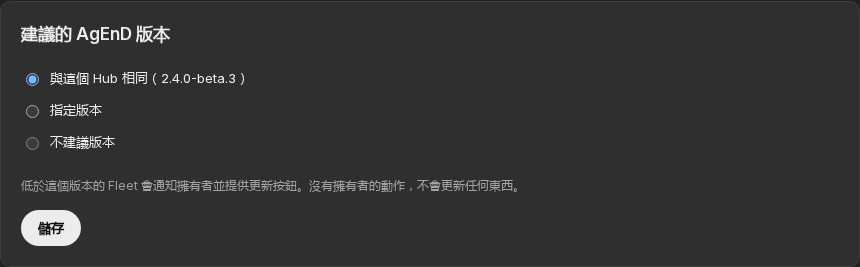 建議的 AgEnD 版本
與這個 Hub 相同（2.4.0-beta.3）
指定版本
不建議版本
低於這個版本的 Fleet 會通知擁有者並提供更新按鈕。沒有擁有者的動作，不會更新任何東西。
儲存